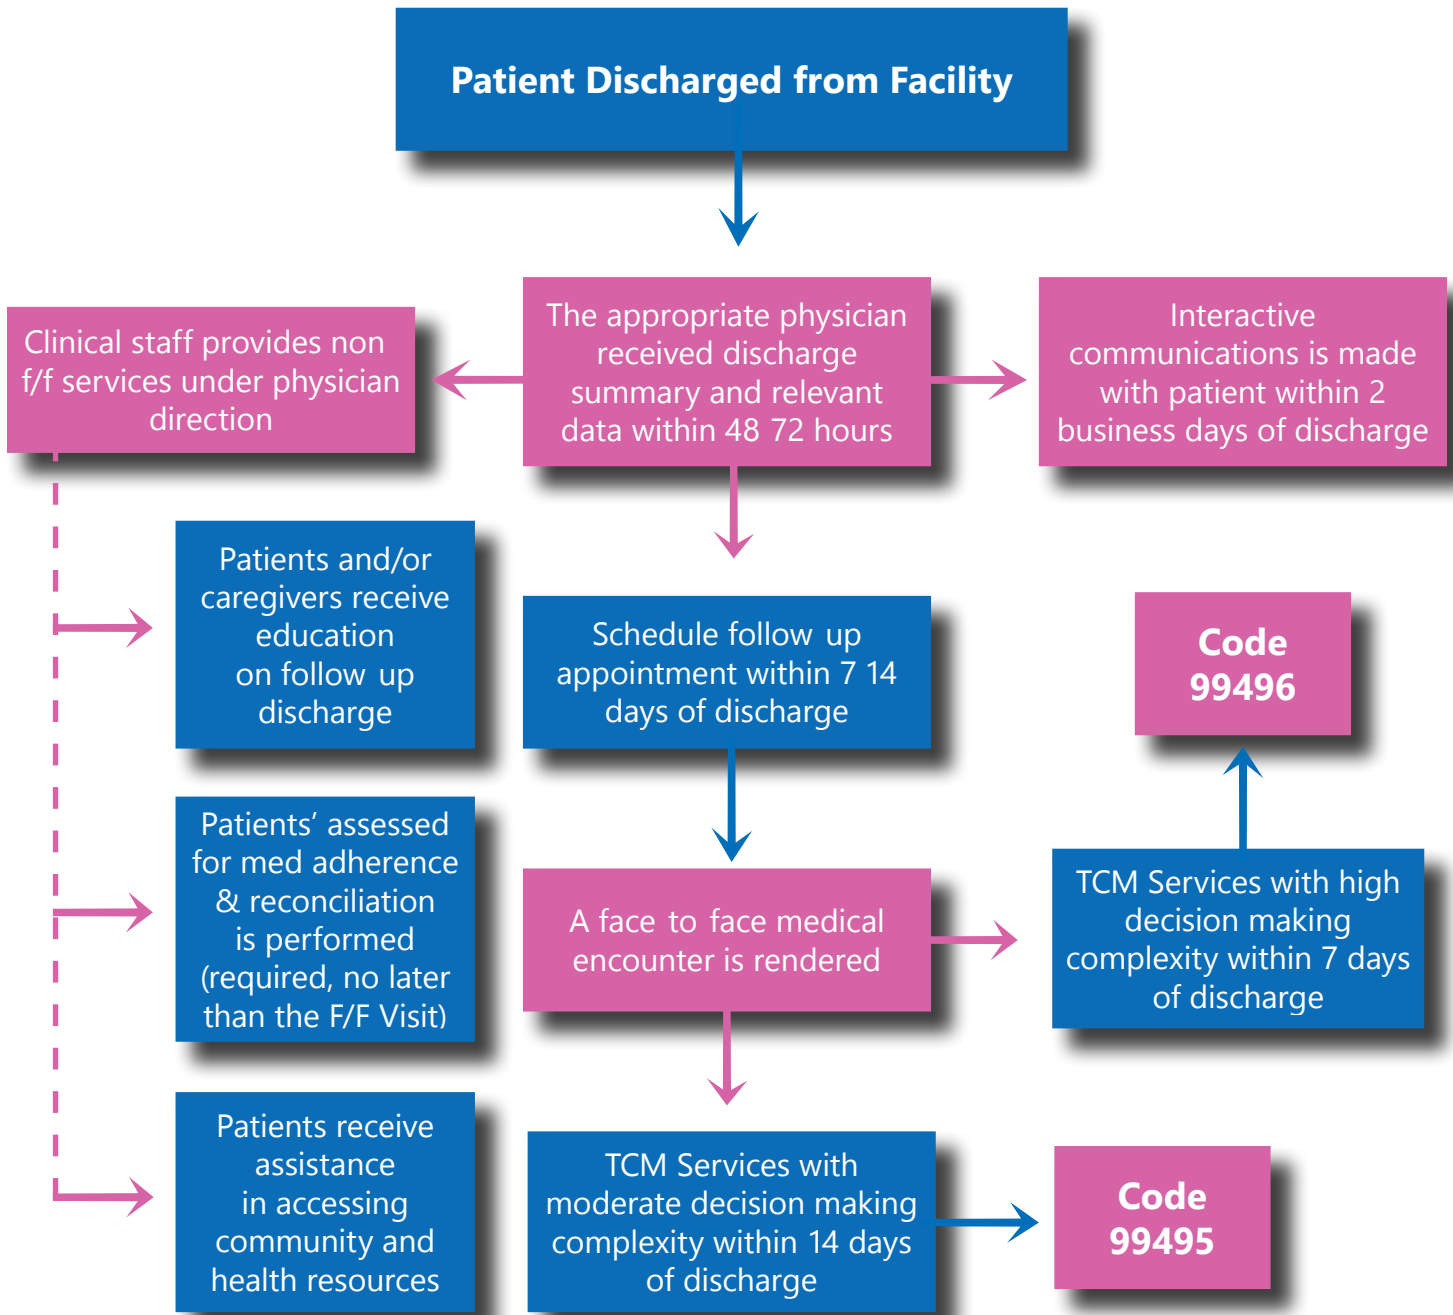 Patient Discharged from Facility
Clinical staff provides non
f/f services under physician
direction
The appropriate physician
received discharge
summary and relevant
data within 48 72 hours
Interactive
communications is made
with patient within 2
business days of discharge
Patients and/or
caregivers receive
education
on follow up
discharge
Schedule follow up
appointment within 7 14
days of discharge
Code
99496
Patients’ assessed
for med adherence
& reconciliation
is performed
(required, no later
than the F/F Visit)
A face to face medical
encounter is rendered
TCM Services with high
decision making
complexity within 7 days
of discharge
Patients receive
assistance
in accessing
community and
health resources
TCM Services with
moderate decision making
complexity within 14 days
of discharge
Code
99495